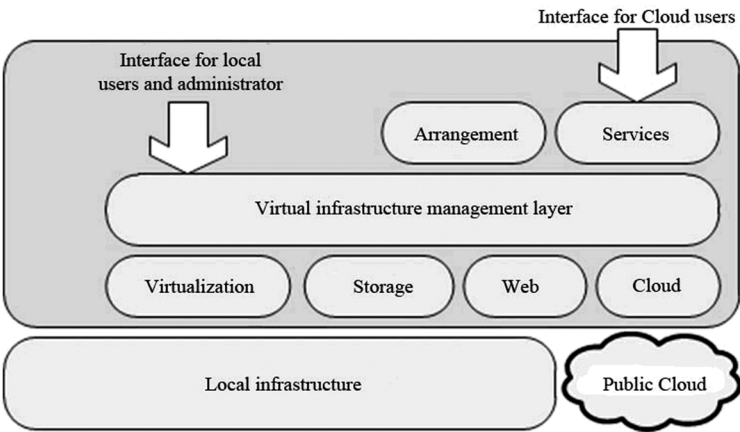 Interface for Cloud users
Interface for local
users and administrator
Arrangement
Services
Virtual infrastructure management layer
Virtualization
Storage
Web
Cloud
Local infrastructure
Public Cloud